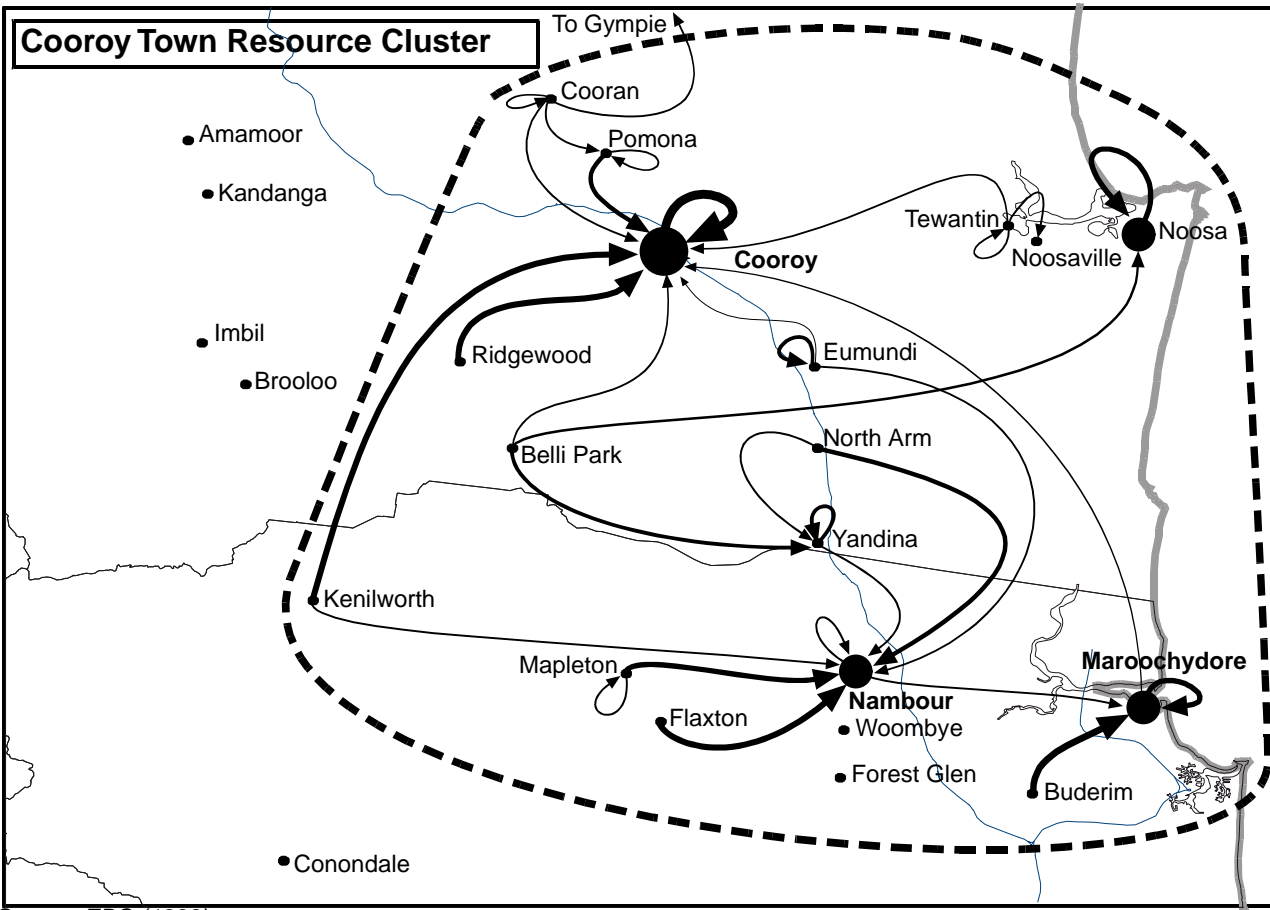 To Gympie
Cooroy Town Resource Cluster
Cooran
Amamoor
Pomona
Kandanga
Tewantin
Noosa
Noosaville
Cooroy
Imbil
Ridgewood
Eumundi
Brooloo
North Arm
Belli Park
Yandina
Kenilworth
Mapleton
Maroochydore
Nambour
Flaxton
Woombye
Forest Glen
Buderim
Conondale